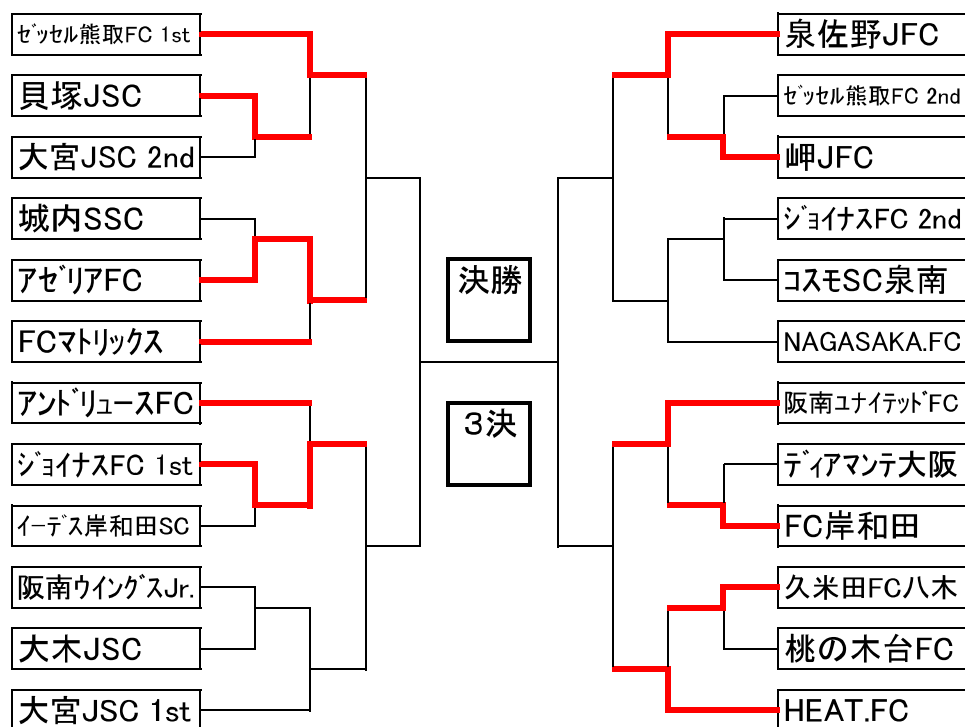 ｾﾞｯｾﾙ熊取FC 1st
貝塚JSC
大宮JSC 2nd
城内SSC
ｱｾﾞﾘｱFC
FCﾏﾄﾘｯｸｽ
ｱﾝﾄﾞﾘｭｰｽFC
ｼﾞｮｲﾅｽFC 1st
ｲｰﾃﾞｽ岸和田SC
阪南ｳｲﾝｸﾞｽJr.
大木JSC
大宮JSC 1st
決勝
３決
泉佐野JFC
ｾﾞｯｾﾙ熊取FC 2nd
岬JFC
ｼﾞｮｲﾅｽFC 2nd
ｺｽﾓSC泉南
NAGASAKA.FC
阪南ﾕﾅｲﾃｯﾄﾞFC
ﾃﾞｨｱﾏﾝﾃ大阪
FC岸和田
久米田FC八木
桃の木台FC
HEAT.FC